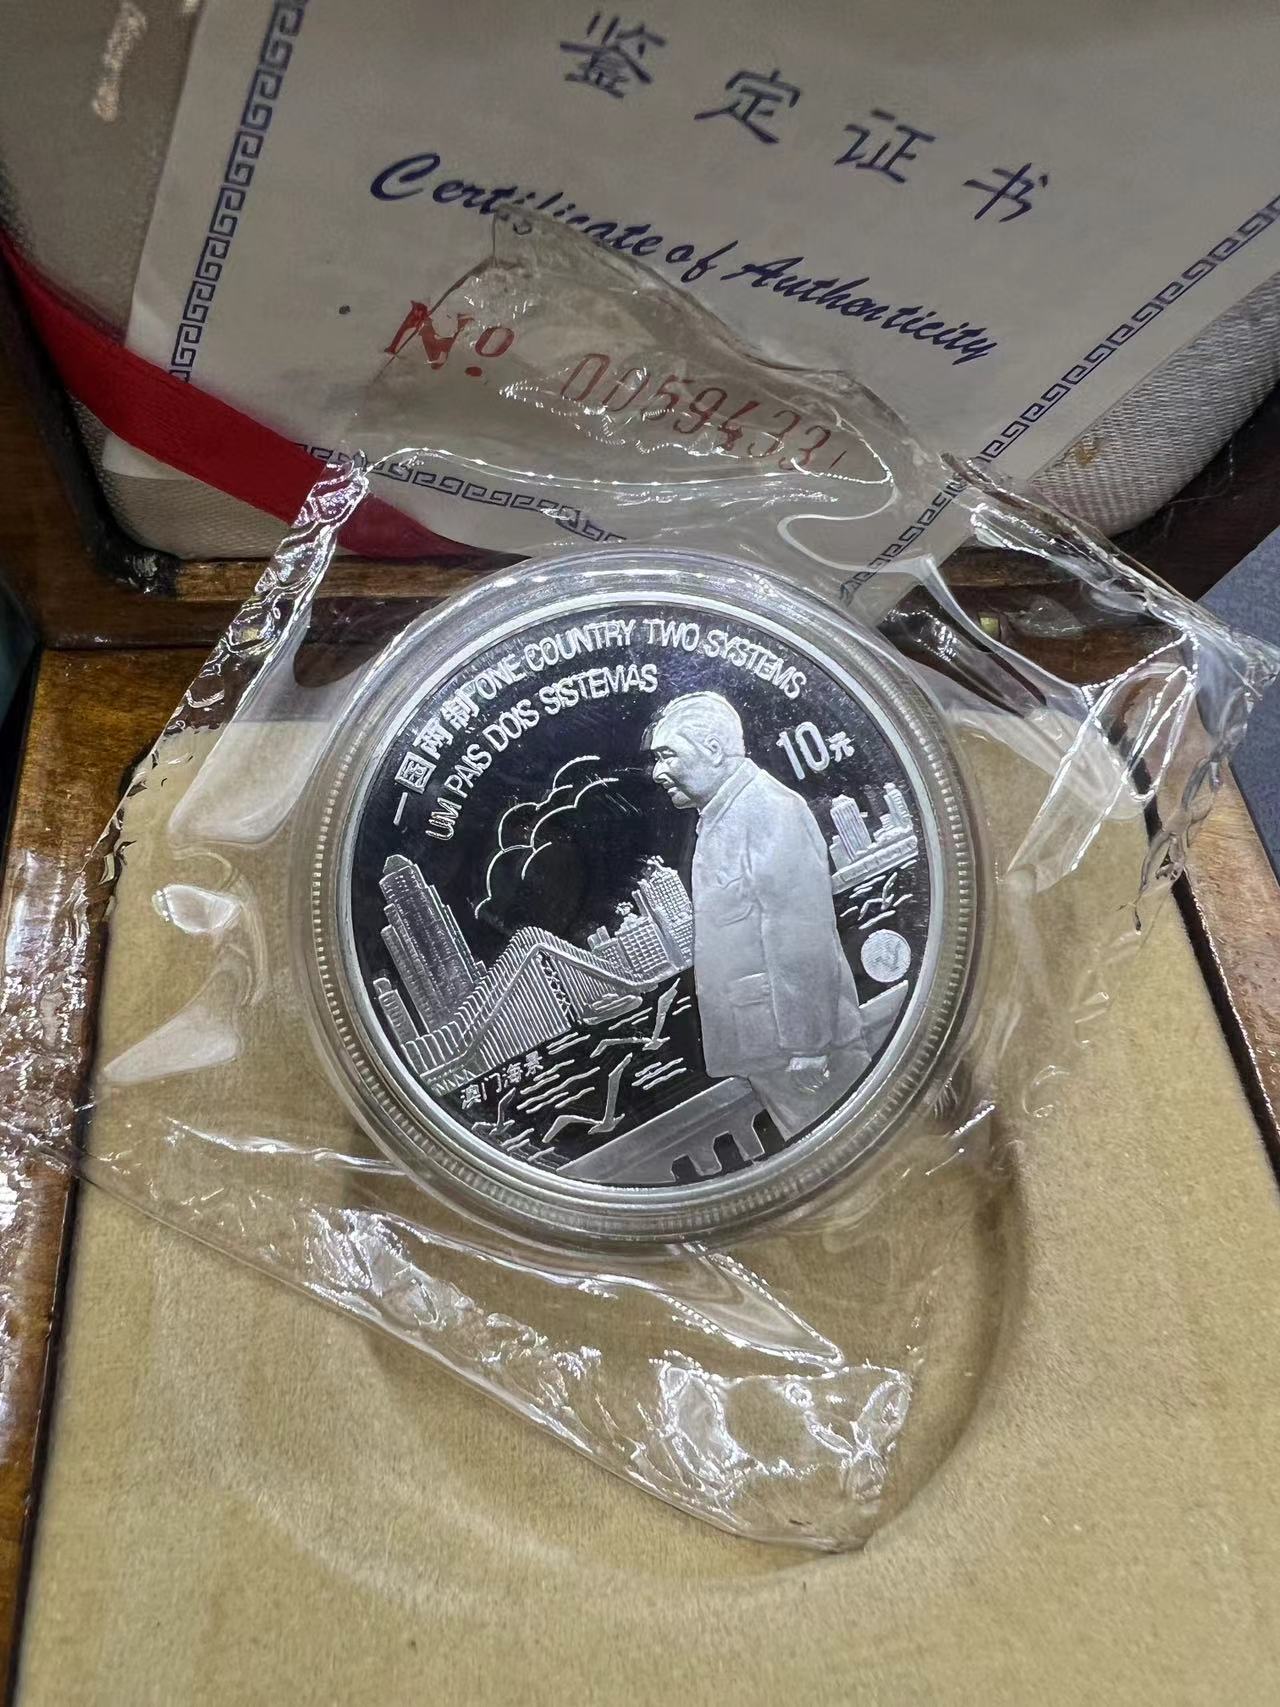 鉴定证书
Certificate of Authenticity
No 0059433
一国两制 ONE COUNTRY TWO SYSTEMS
UM PAIS DOIS SISTEMAS
10元
澳门海景